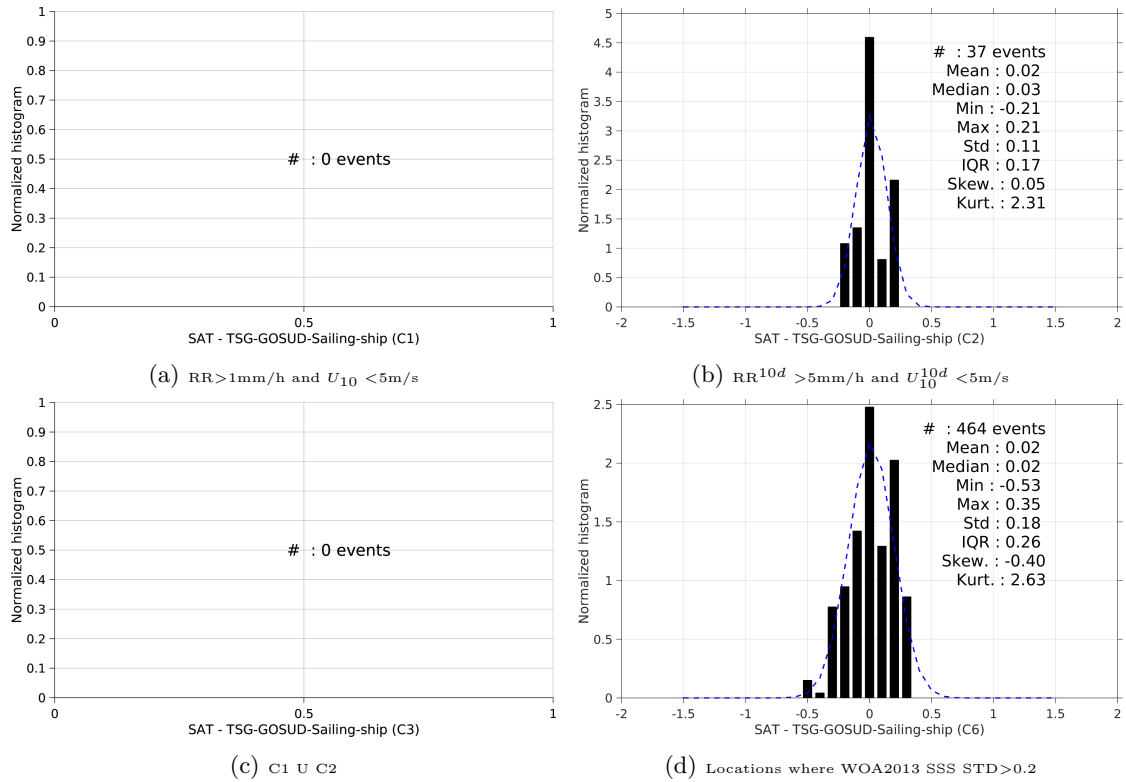 1
0.9
0.8
0.7
0.6
0.5
0.4
0.3
0.2
0.1
0
Normalized histogram
# : 0 events
0 0.5 1
SAT - TSG-GOSUD-Sailing-ship (C1)
(a) RR>1mm/h and U10 <5m/s
5
4.5
4
3.5
3
2.5
2
1.5
1
0.5
0
Normalized histogram
# : 37 events
Mean : 0.02
Median : 0.03
Min : -0.21
Max : 0.21
Std : 0.11
IQR : 0.17
Skew. : 0.05
Kurt. : 2.31
-2 -1.5 -1 -0.5 0 0.5 1 1.5 2
SAT - TSG-GOSUD-Sailing-ship (C2)
(b) RR^10d >5mm/h and U10^10d <5m/s
1
0.9
0.8
0.7
0.6
0.5
0.4
0.3
0.2
0.1
0
Normalized histogram
# : 0 events
0 0.5 1
SAT - TSG-GOSUD-Sailing-ship (C3)
(c) C1 U C2
2.5
2
1.5
1
0.5
0
Normalized histogram
# : 464 events
Mean : 0.02
Median : 0.02
Min : -0.53
Max : 0.35
Std : 0.18
IQR : 0.26
Skew. : -0.40
Kurt. : 2.63
-2 -1.5 -1 -0.5 0 0.5 1 1.5 2
SAT - TSG-GOSUD-Sailing-ship (C6)
(d) Locations where WOA2013 SSS STD>0.2